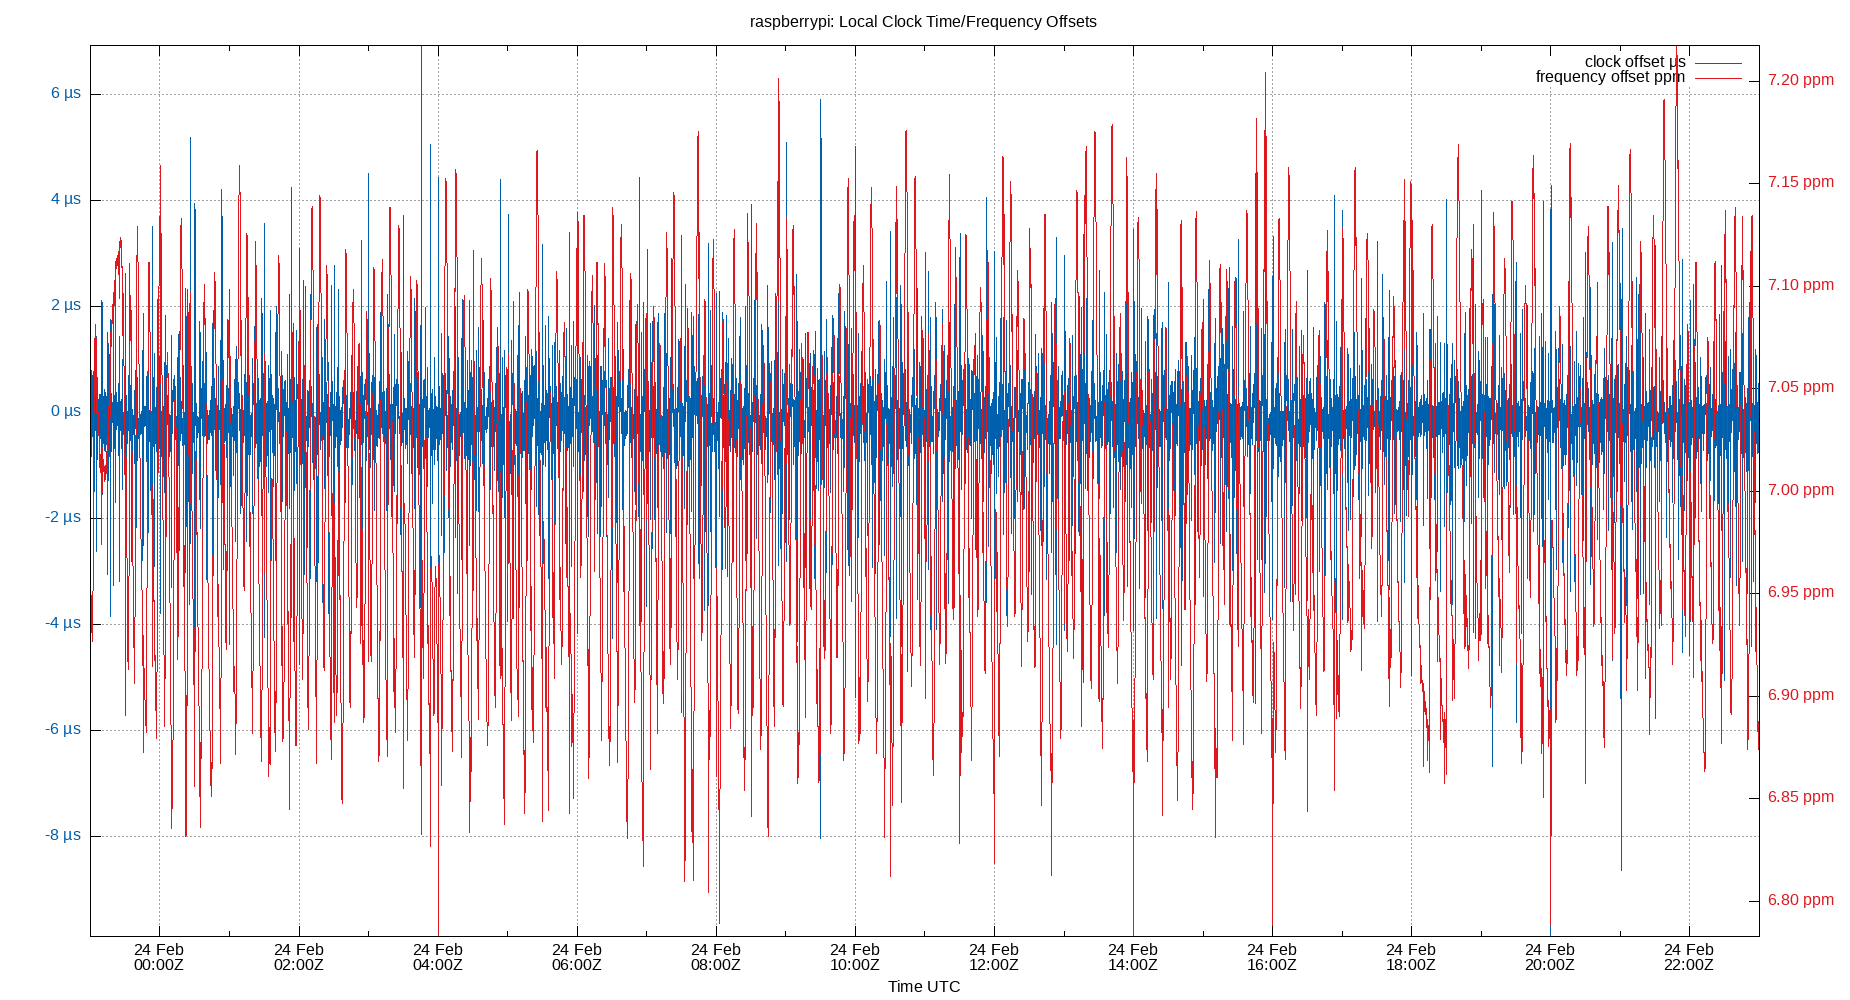 raspberrypi: Local Clock Time/Frequency Offsets
clock offset µs
frequency offset ppm
6 µs
4 µs
2 µs
0 µs
-2 µs
-4 µs
-6 µs
-8 µs
7.20 ppm
7.15 ppm
7.10 ppm
7.05 ppm
7.00 ppm
6.95 ppm
6.90 ppm
6.85 ppm
6.80 ppm
24 Feb 24 Feb 24 Feb 24 Feb 24 Feb 24 Feb 24 Feb 24 Feb 24 Feb 24 Feb 24 Feb 24 Feb
00:00Z 02:00Z 04:00Z 06:00Z 08:00Z 10:00Z 12:00Z 14:00Z 16:00Z 18:00Z 20:00Z 22:00Z
Time UTC